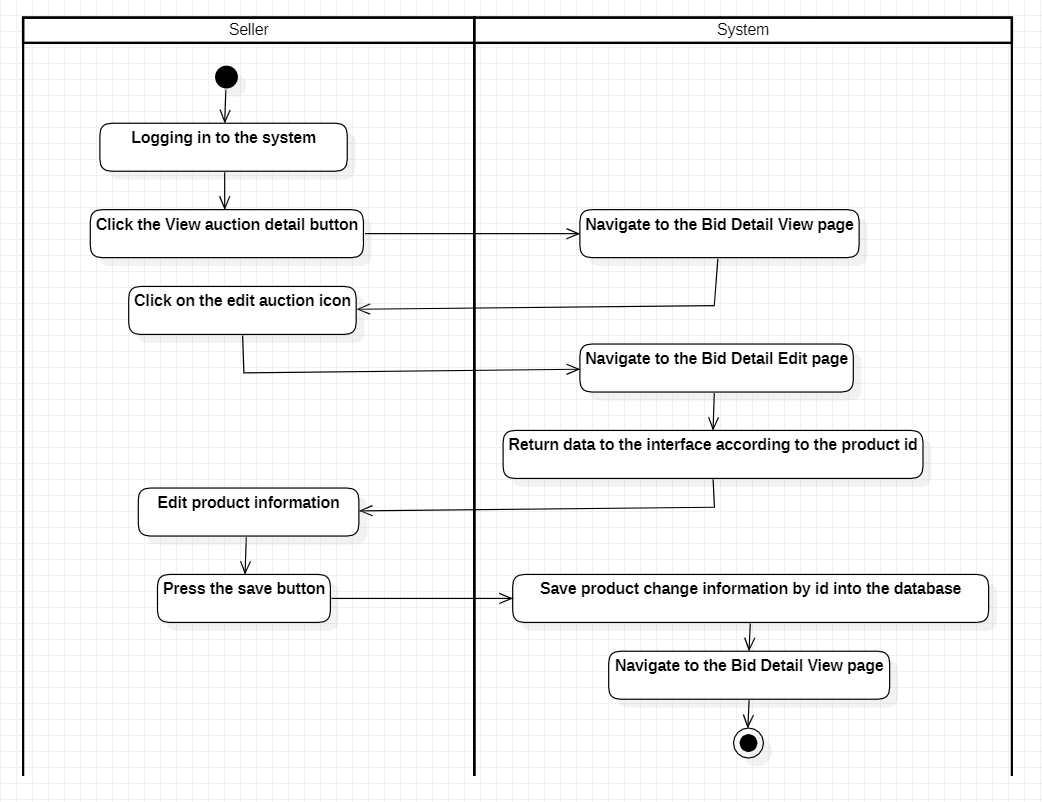 Seller
System
Logging in to the system
Click the View auction detail button
Navigate to the Bid Detail View page
Click on the edit auction icon
Navigate to the Bid Detail Edit page
Return data to the interface according to the product id
Edit product information
Press the save button
Save product change information by id into the database
Navigate to the Bid Detail View page